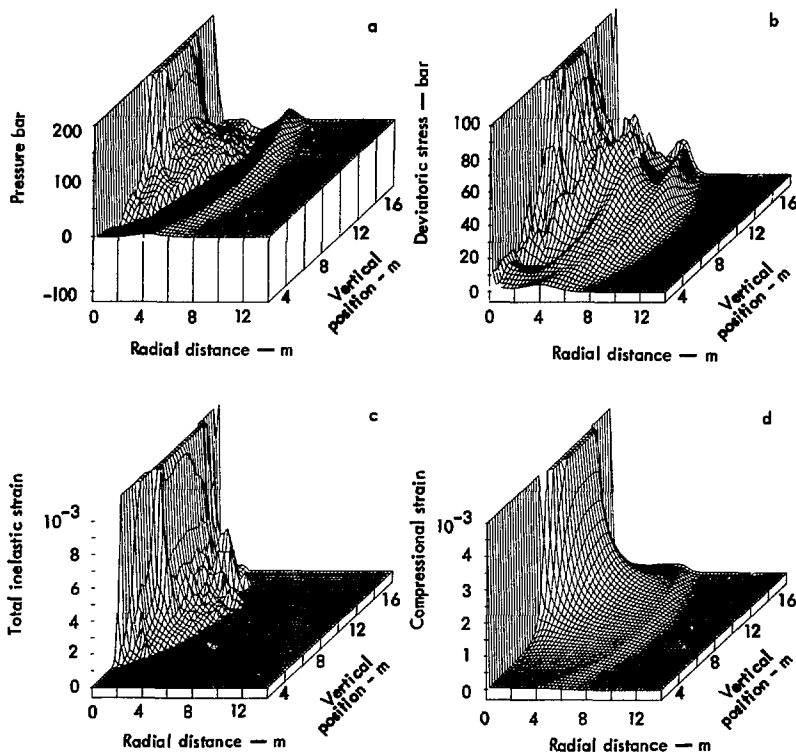 a
Pressure bar
200
100
0
-100
0
4
8
12
Radial distance — m
4
8
12
16
Vertical
position – m
b
Deviatoric stress — bar
100
80
60
40
20
0
0
4
8
12
Radial distance — m
4
8
12
16
Vertical
position – m
c
Total inelastic strain
10⁻³
8
6
4
2
0
0
4
8
12
Radial distance — m
4
8
12
16
Vertical
position – m
d
Compressional strain
10⁻³
4
3
2
1
0
0
4
8
12
Radial distance — m
4
8
12
16
Vertical
position – m